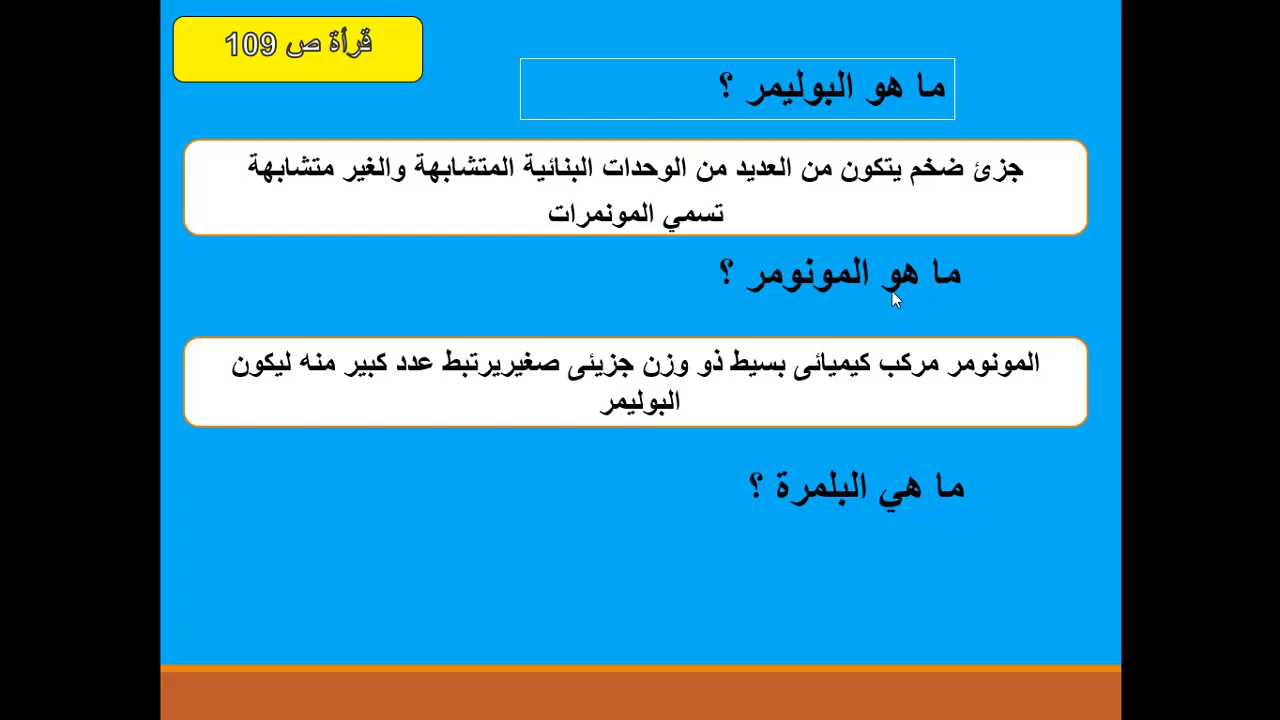 قرأة ص 109
ما هو البوليمر ؟
جزئ ضخم يتكون من العديد من الوحدات البنائية المتشابهة والغير متشابهة
تسمي المونمرات
ما هو المونومر ؟
المونومر مركب كيميائى بسيط ذو وزن جزيئى صغيريرتبط عدد كبير منه ليكون
البوليمر
ما هي البلمرة ؟